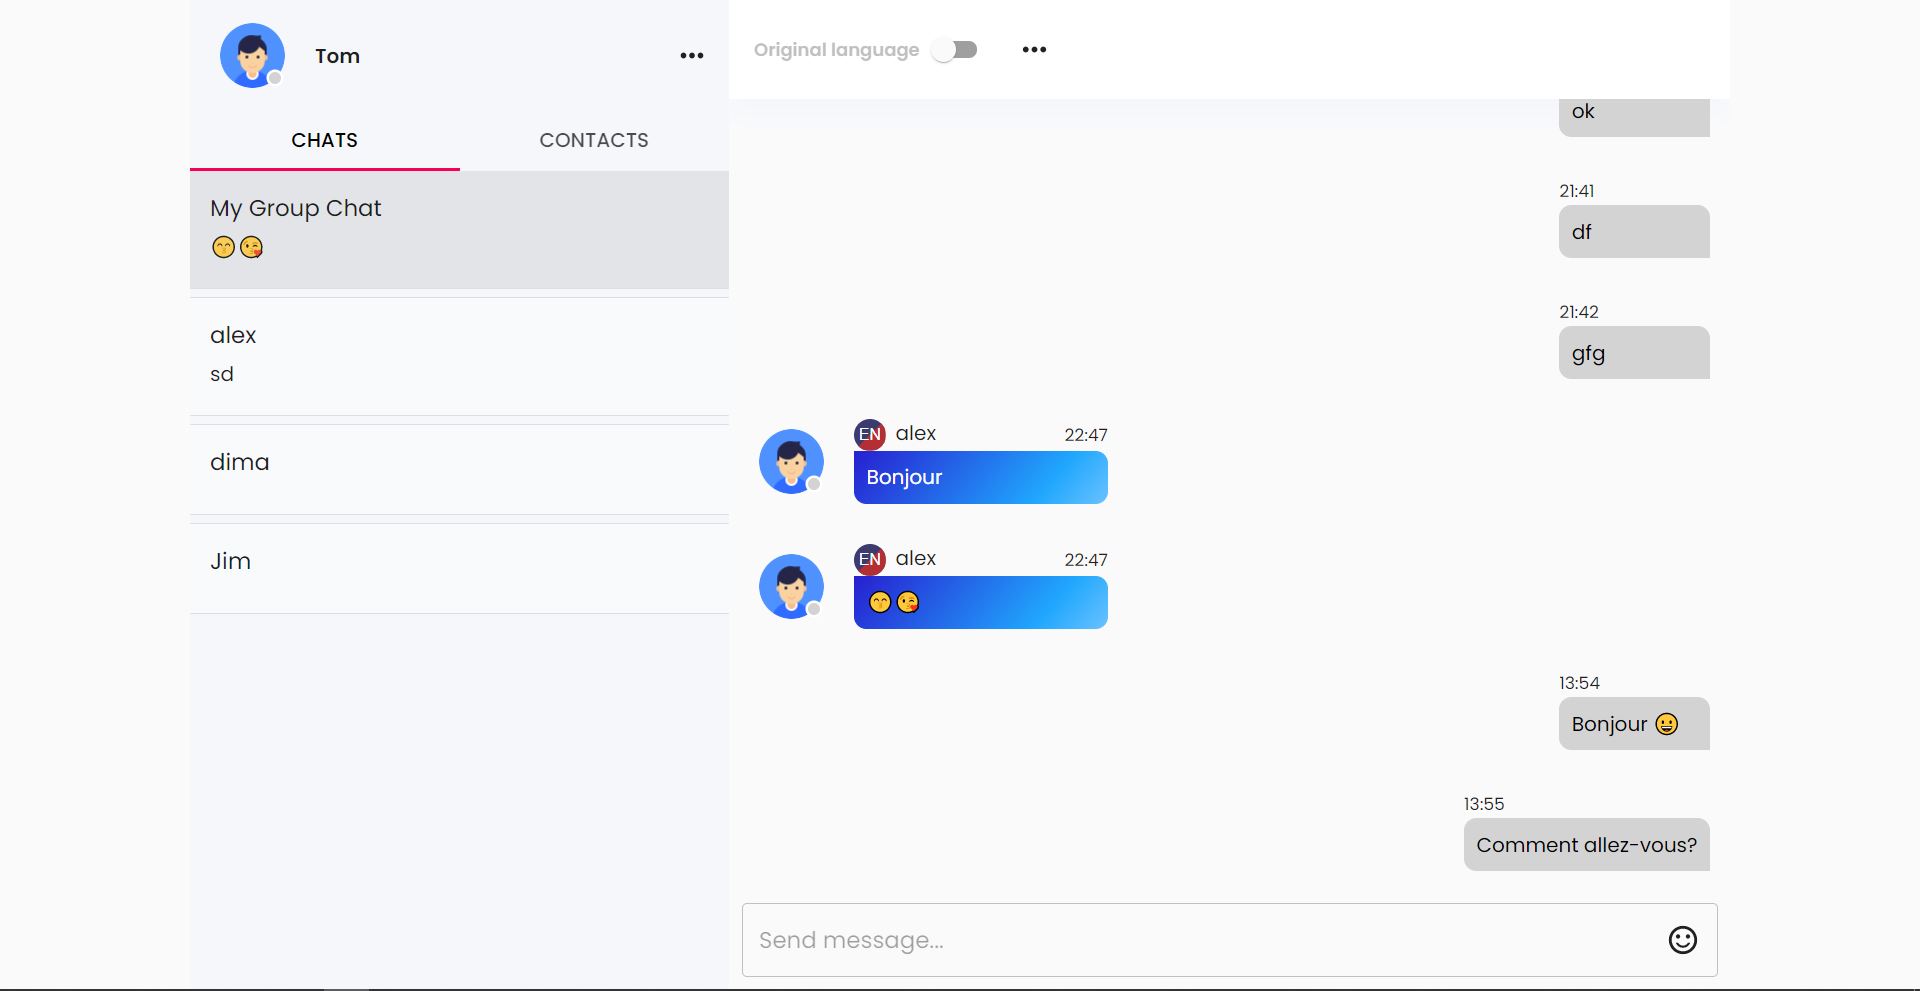 Tom
CHATS
CONTACTS
My Group Chat
😙😘
alex
sd
dima
Jim
Original language
ok
21:41
df
21:42
gfg
EN alex 22:47
Bonjour
EN alex 22:47
😙😘
13:54
Bonjour 😀
13:55
Comment allez-vous?
Send message...